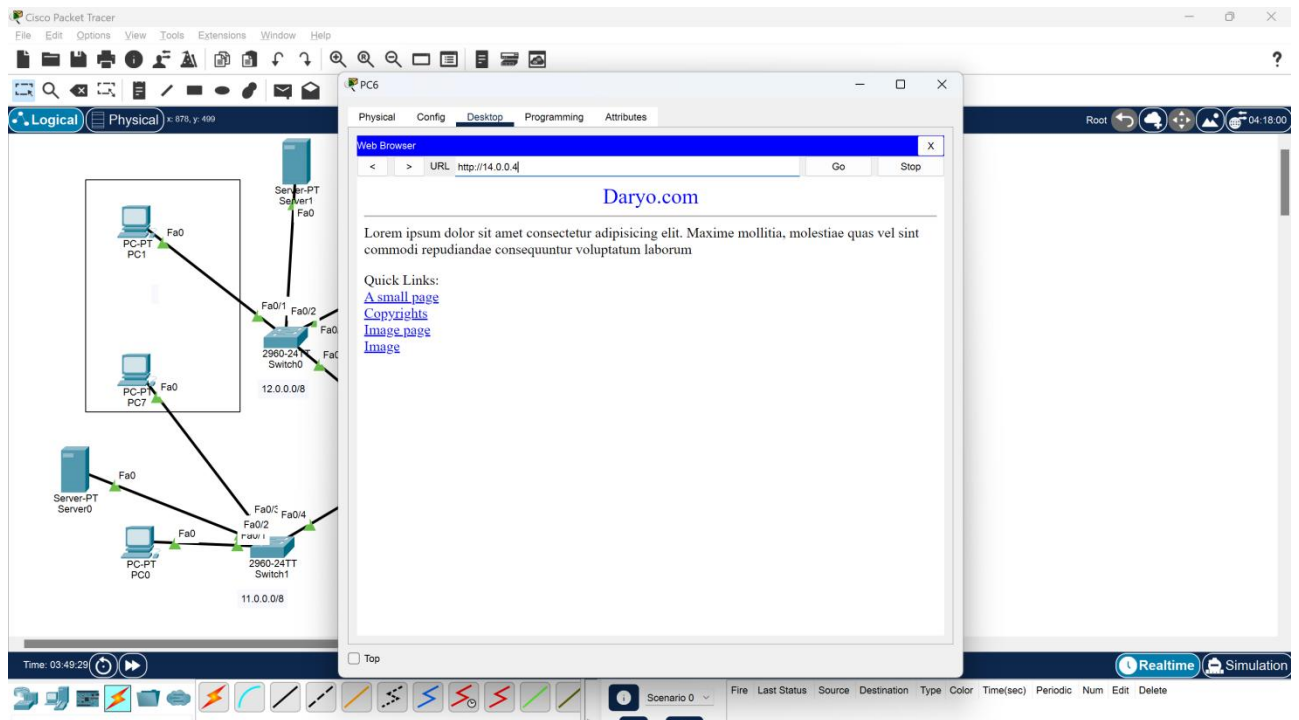 Cisco Packet Tracer
File Edit Options View Tools Extensions Window Help
?
PC6
Logical
Physical
x: 878, y: 499
Root
04:18:00
Physical Config Desktop Programming Attributes
Web Browser
X
< > URL http://14.0.0.4 Go Stop
Daryo.com
Lorem ipsum dolor sit amet consectetur adipisicing elit. Maxime mollitia, molestiae quas vel sint
commodi repudiandae consequuntur voluptatum laborum
Quick Links:
A small page
Copyrights
Image page
Image
Top
Server-PT
Server1
Fa0
Fa0
PC-PT
PC1
Fa0/1
Fa0/2
Fa0
2960-24TT
Switch0
12.0.0.0/8
Fa0
PC-PT
PC7
Fa0
Server-PT
Server0
Fa0/4
Fa0/2
Fa0
PC-PT
PC0
2960-24TT
Switch1
11.0.0.0/8
Time: 03:49:29
Realtime
Simulation
Scenario 0
Fire Last Status Source Destination Type Color Time(sec) Periodic Num Edit Delete